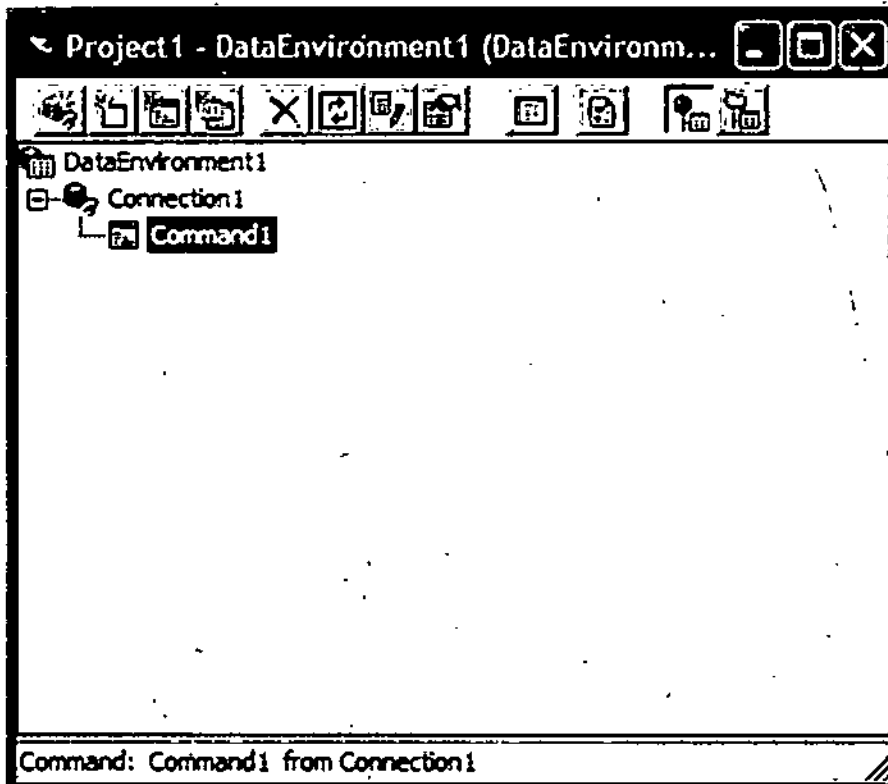 Project1 - DataEnvironment1 (DataEnvironm...
DataEnvironment1
Connection1
Command1
Command: Command1 from Connection1